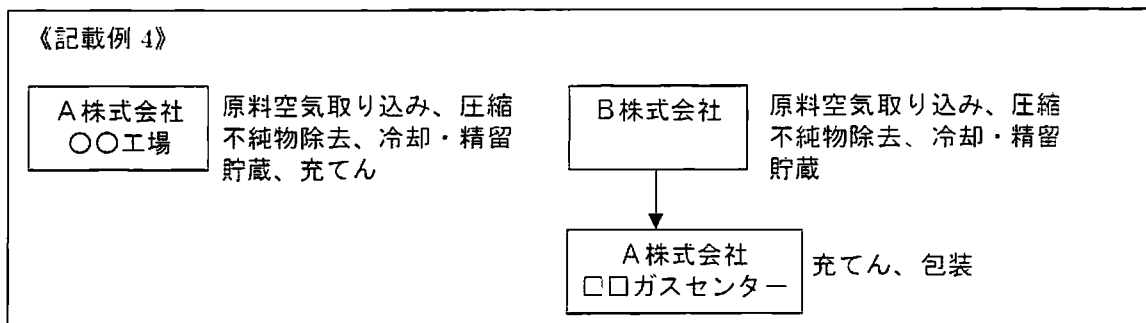 《記載例 4》
A株式会社
○○工場
原料空気取り込み、圧縮
不純物除去、冷却・精留
貯蔵、充てん
B株式会社
原料空気取り込み、圧縮
不純物除去、冷却・精留
貯蔵
A株式会社
□□ガスセンター
充てん、包装